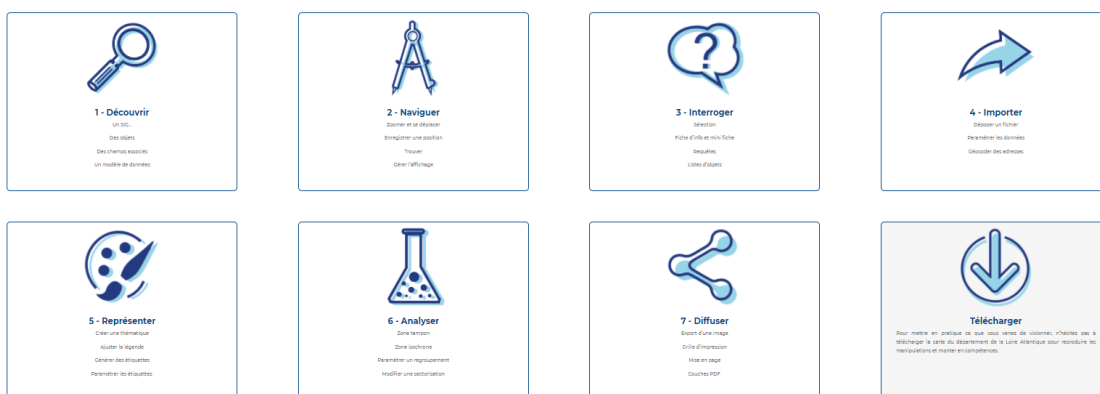 1 - Découvrir
Un SIG...
Des objets
Des champs associés
Un modèle de données
2 - Naviguer
Zoomer et se déplacer
Enregistrer une position
Trouver
Gérer l'affichage
3 - Interroger
Sélection
Fiche d'info et mini fiche
Requêtes
Listes d'objets
4 - Importer
Déposer un fichier
Paramétrer les données
Géocoder des adresses
5 - Représenter
Créer une thématique
Ajuster la légende
Générer des étiquettes
Paramétrer les étiquettes
6 - Analyser
Zone tampon
Zone isochrone
Paramétrer un regroupement
Modifier une sectorisation
7 - Diffuser
Export d'une image
Grille d'impression
Mise en page
Couches PDF
Télécharger
Pour mettre en pratique ce que vous venez de visionner, n'hésitez pas à
télécharger la carte du département de la Loire Atlantique pour reproduire les
manipulations et monter en compétences.